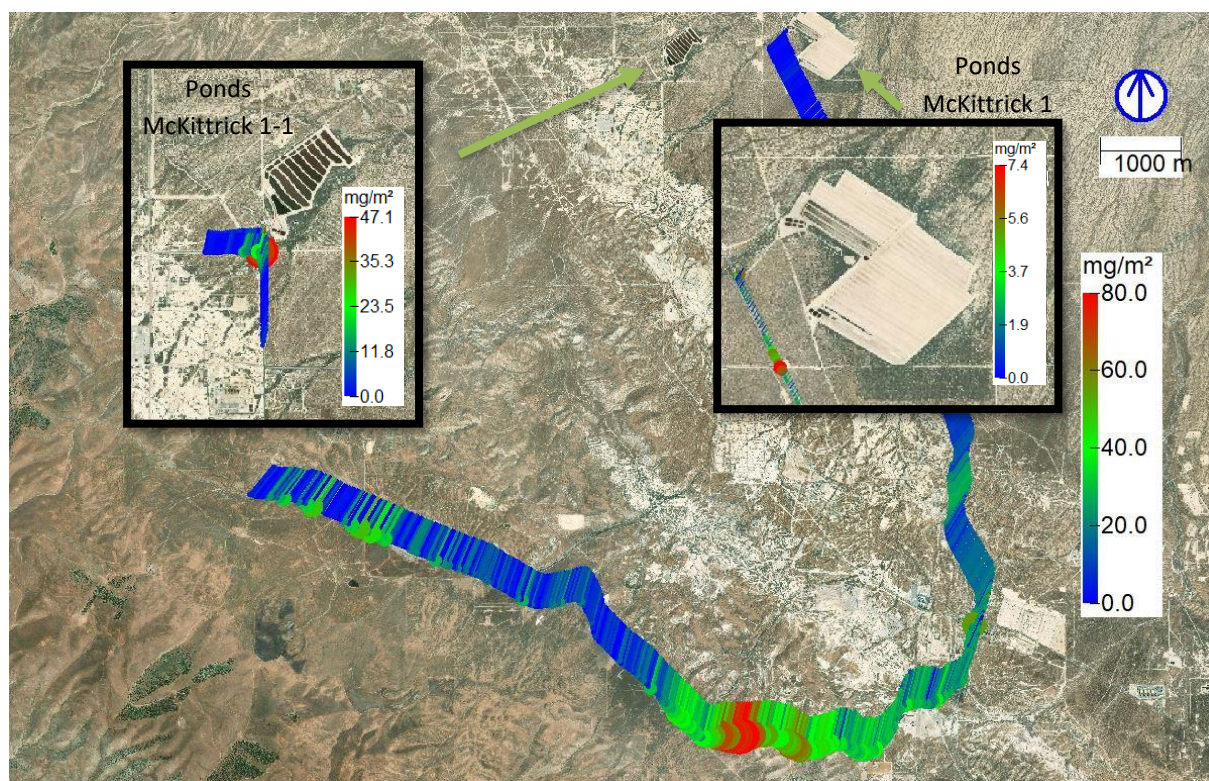 Ponds
McKittrick 1-1
mg/m²
47.1
35.3
23.5
11.8
0.0
Ponds
McKittrick 1
mg/m²
7.4
5.6
3.7
1.9
0.0
1000 m
mg/m²
80.0
60.0
40.0
20.0
0.0